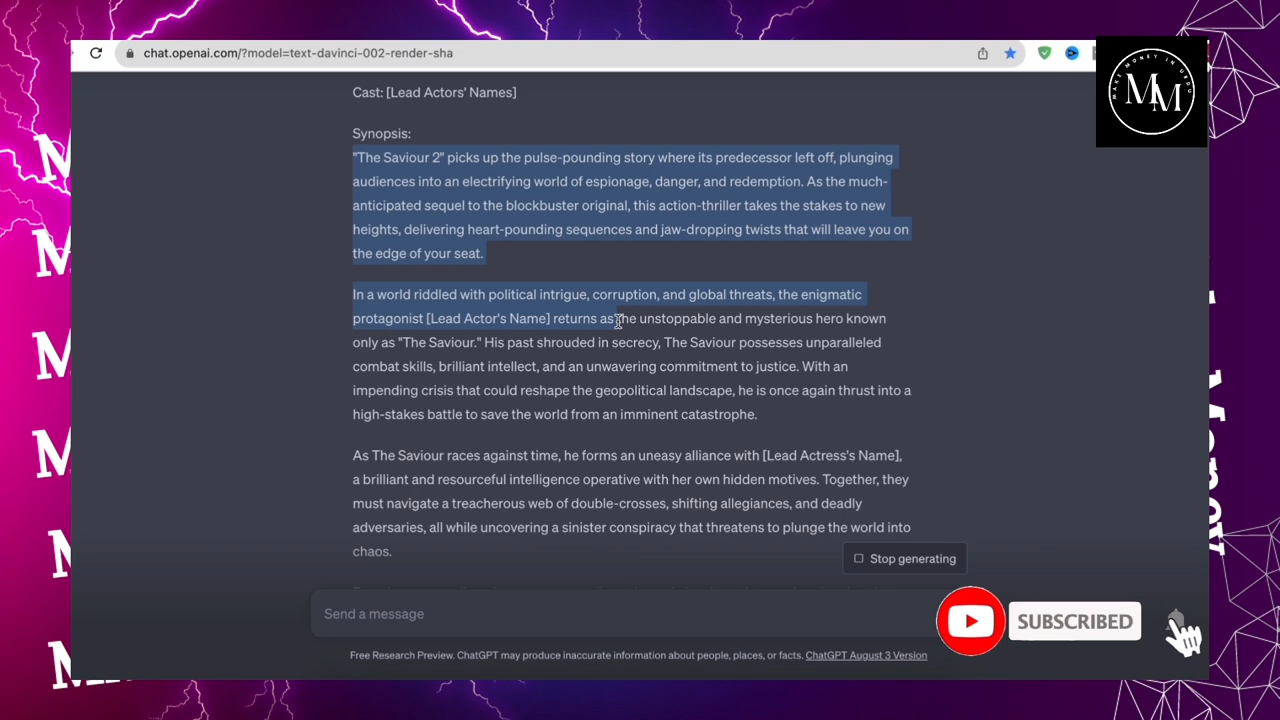 chat.openai.com/?model=text-davinci-002-render-sha
MAKE MONEY IN URDU
MM
Cast: [Lead Actors' Names]
Synopsis:
"The Saviour 2" picks up the pulse-pounding story where its predecessor left off, plunging
audiences into an electrifying world of espionage, danger, and redemption. As the much-
anticipated sequel to the blockbuster original, this action-thriller takes the stakes to new
heights, delivering heart-pounding sequences and jaw-dropping twists that will leave you on
the edge of your seat.
In a world riddled with political intrigue, corruption, and global threats, the enigmatic
protagonist [Lead Actor's Name] returns as the unstoppable and mysterious hero known
only as "The Saviour." His past shrouded in secrecy, The Saviour possesses unparalleled
combat skills, brilliant intellect, and an unwavering commitment to justice. With an
impending crisis that could reshape the geopolitical landscape, he is once again thrust into a
high-stakes battle to save the world from an imminent catastrophe.
As The Saviour races against time, he forms an uneasy alliance with [Lead Actress's Name],
a brilliant and resourceful intelligence operative with her own hidden motives. Together, they
must navigate a treacherous web of double-crosses, shifting allegiances, and deadly
adversaries, all while uncovering a sinister conspiracy that threatens to plunge the world into
chaos.
Stop generating
Send a message
SUBSCRIBED
Free Research Preview. ChatGPT may produce inaccurate information about people, places, or facts. ChatGPT August 3 Version